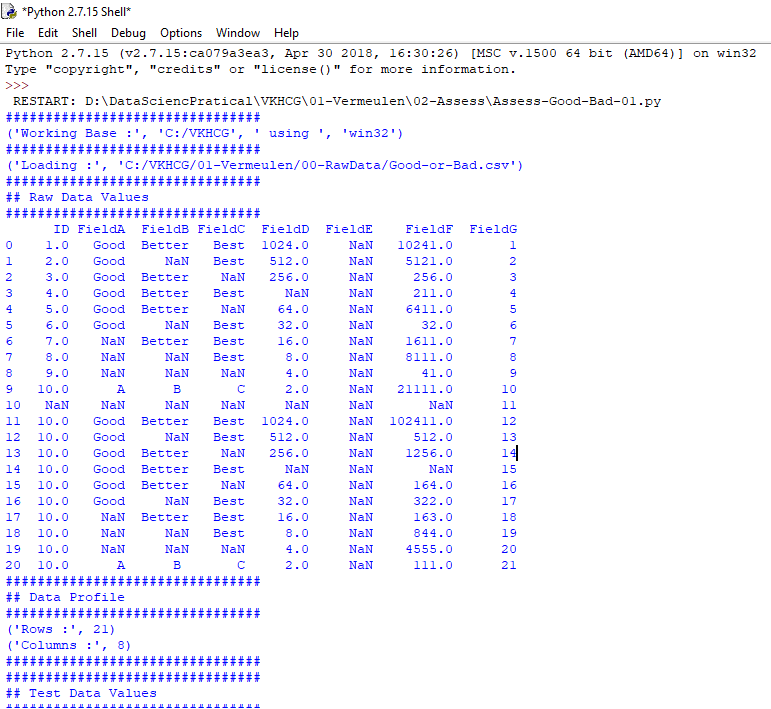 *Python 2.7.15 Shell*
File Edit Shell Debug Options Window Help
Python 2.7.15 (v2.7.15:ca079a3ea3, Apr 30 2018, 16:30:26) [MSC v.1500 64 bit (AMD64)] on win32
Type "copyright", "credits" or "license()" for more information.
>>>
 RESTART: D:\DataSciencPratical\VKHCG\01-Vermeulen\02-Assess\Assess-Good-Bad-01.py
################################
('Working Base :', 'C:/VKHCG', ' using ', 'win32')
################################
('Loading :', 'C:/VKHCG/01-Vermeulen/00-RawData/Good-or-Bad.csv')
################################
## Raw Data Values
################################
      ID FieldA  FieldB FieldC  FieldD  FieldE    FieldF  FieldG
0    1.0   Good  Better   Best  1024.0     NaN   10241.0       1
1    2.0   Good     NaN   Best   512.0     NaN    5121.0       2
2    3.0   Good  Better    NaN   256.0     NaN     256.0       3
3    4.0   Good  Better   Best     NaN     NaN     211.0       4
4    5.0   Good  Better    NaN    64.0     NaN    6411.0       5
5    6.0   Good     NaN   Best    32.0     NaN      32.0       6
6    7.0    NaN  Better   Best    16.0     NaN    1611.0       7
7    8.0    NaN     NaN   Best     8.0     NaN    8111.0       8
8    9.0    NaN     NaN    NaN     4.0     NaN      41.0       9
9   10.0      A       B      C     2.0     NaN   21111.0      10
10   NaN    NaN     NaN    NaN     NaN     NaN       NaN      11
11  10.0   Good  Better   Best  1024.0     NaN  102411.0      12
12  10.0   Good     NaN   Best   512.0     NaN     512.0      13
13  10.0   Good  Better    NaN   256.0     NaN    1256.0      14
14  10.0   Good  Better   Best     NaN     NaN       NaN      15
15  10.0   Good  Better    NaN    64.0     NaN     164.0      16
16  10.0   Good     NaN   Best    32.0     NaN     322.0      17
17  10.0    NaN  Better   Best    16.0     NaN     163.0      18
18  10.0    NaN     NaN   Best     8.0     NaN     844.0      19
19  10.0    NaN     NaN    NaN     4.0     NaN    4555.0      20
20  10.0      A       B      C     2.0     NaN     111.0      21
################################
## Data Profile
################################
('Rows :', 21)
('Columns :', 8)
################################
################################
## Test Data Values
################################